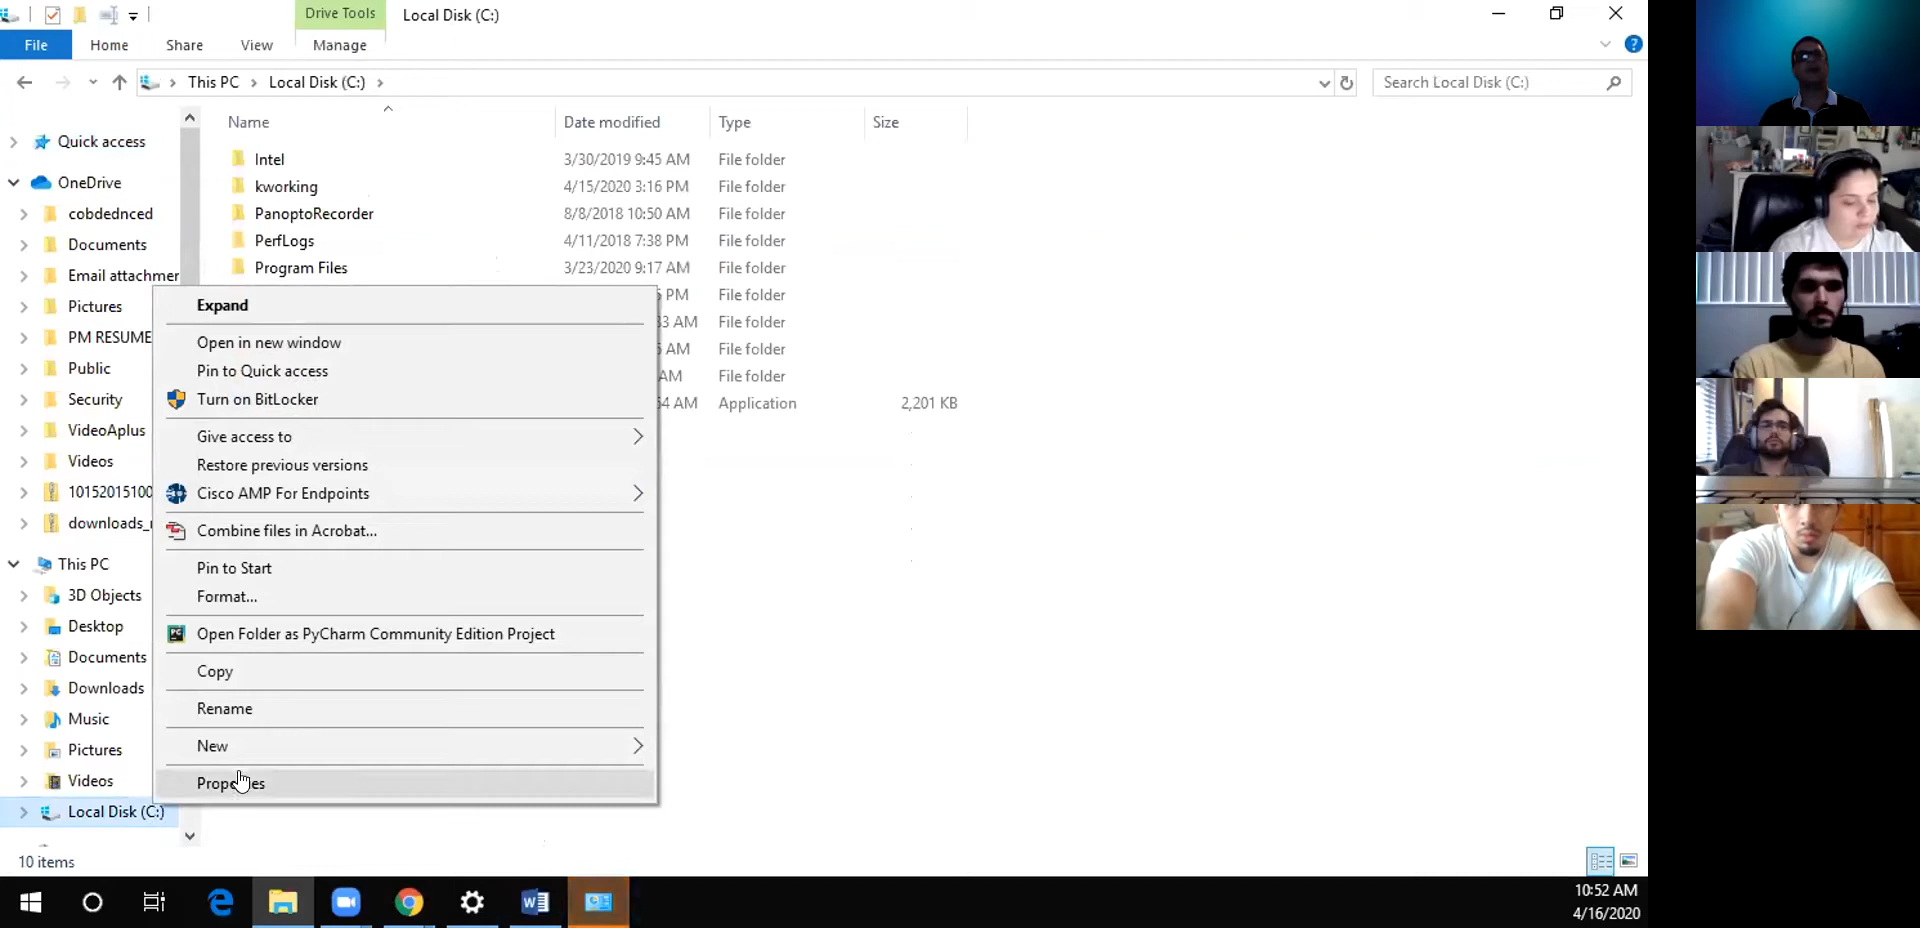 Drive Tools
Local Disk (C:)
File
Home
Share
View
Manage
This PC
Local Disk (C:)
Search Local Disk (C:)
Name
Date modified
Type
Size
Quick access
OneDrive
cobdednced
Documents
Email attachmer
Pictures
PM RESUME
Public
Security
VideoAplus
Videos
10152015100
downloads_
This PC
3D Objects
Desktop
Documents
Downloads
Music
Pictures
Videos
Local Disk (C:)
Intel 3/30/2019 9:45 AM File folder
kworking 4/15/2020 3:16 PM File folder
PanoptoRecorder 8/8/2018 10:50 AM File folder
PerfLogs 4/11/2018 7:38 PM File folder
Program Files 3/23/2020 9:17 AM File folder
PM File folder
33 AM File folder
AM File folder
AM File folder
54 AM Application 2,201 KB
Expand
Open in new window
Pin to Quick access
Turn on BitLocker
Give access to
Restore previous versions
Cisco AMP For Endpoints
Combine files in Acrobat...
Pin to Start
Format...
Open Folder as PyCharm Community Edition Project
Copy
Rename
New
Properties
10 items
10:52 AM
4/16/2020